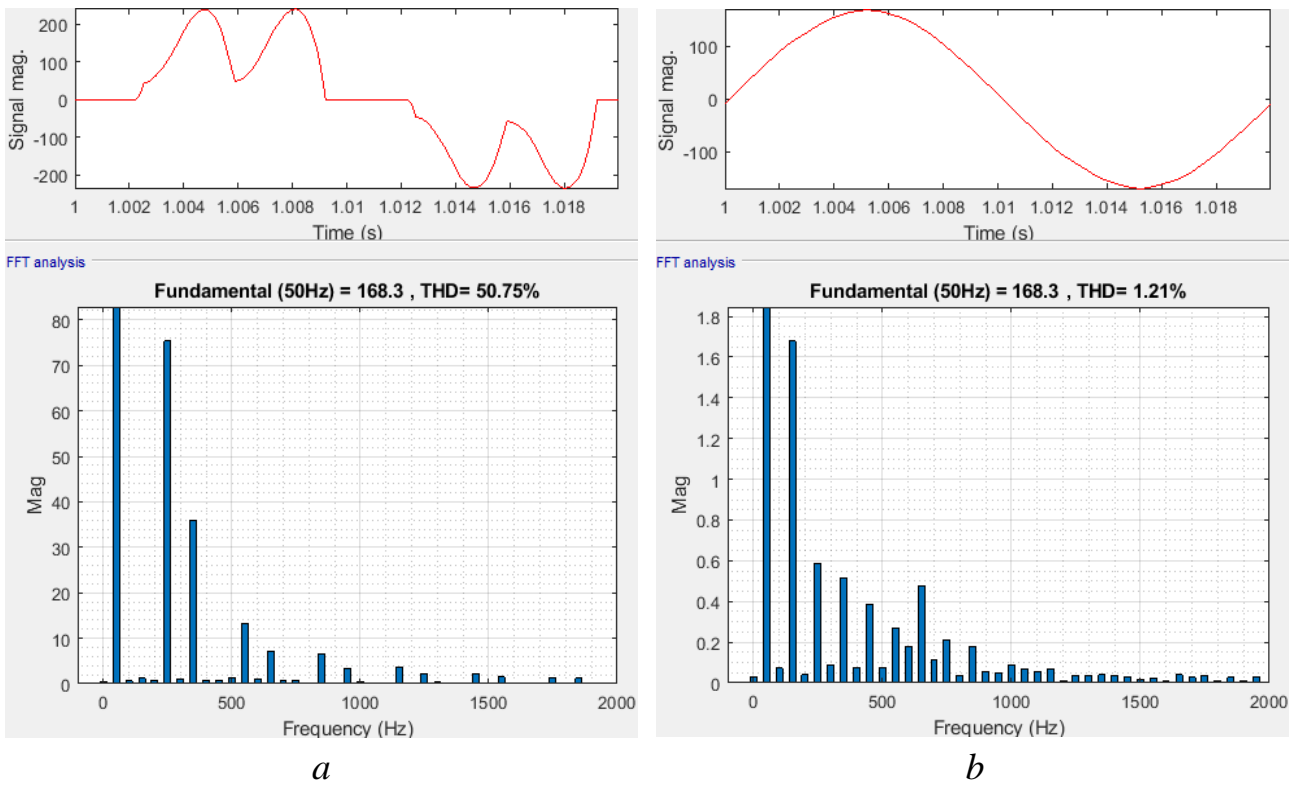 200
100
0
-100
-200
Signal mag.
1 1.002 1.004 1.006 1.008 1.01 1.012 1.014 1.016 1.018
Time (s)
FFT analysis
Fundamental (50Hz) = 168.3 , THD= 50.75%
80
70
60
50
40
30
20
10
0
Mag
0 500 1000 1500 2000
Frequency (Hz)
a
100
0
-100
Signal mag.
1 1.002 1.004 1.006 1.008 1.01 1.012 1.014 1.016 1.018
Time (s)
FFT analysis
Fundamental (50Hz) = 168.3 , THD= 1.21%
1.8
1.6
1.4
1.2
1
0.8
0.6
0.4
0.2
0
Mag
0 500 1000 1500 2000
Frequency (Hz)
b